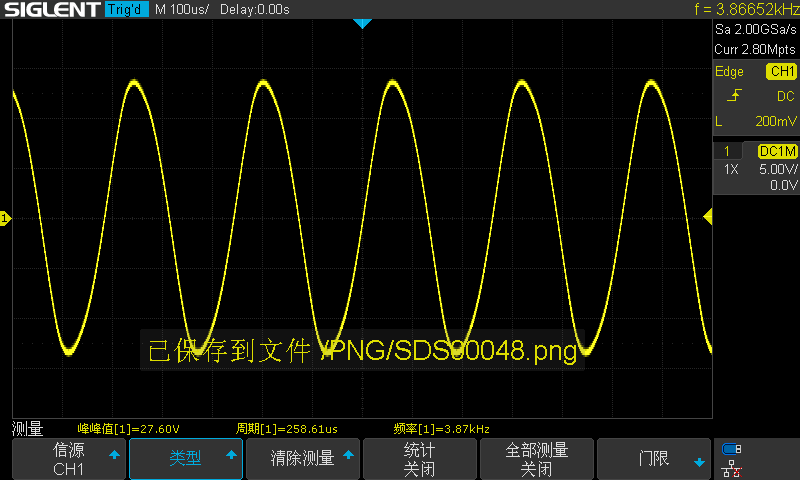 SIGLENT Trig'd M 100us/ Delay:0.00s f = 3.86652kHz
Sa 2.00GSa/s
Curr 2.80Mpts
Edge CH1
DC
L 200mV
1 DC1M
1X 5.00V/
0.0V
1
已保存到文件 /PNG/SDS00048.png
测量 峰峰值[1]=27.60V 周期[1]=258.61us 频率[1]=3.87kHz
信源
CH1
类型
清除测量
统计
关闭
全部测量
关闭
门限